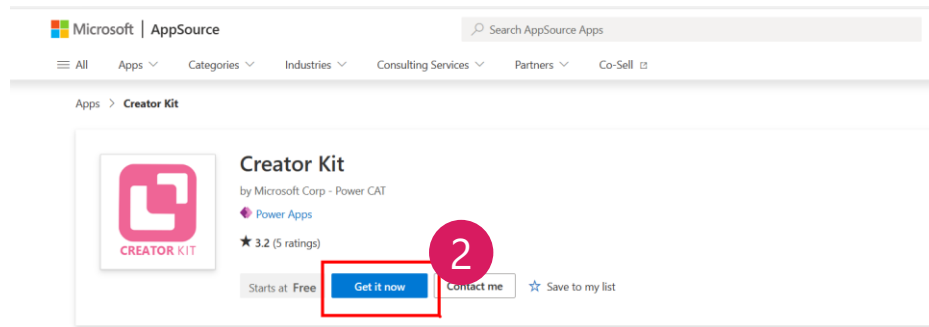 Microsoft | AppSource
Search AppSource Apps
All Apps Categories Industries Consulting Services Partners Co-Sell
Apps > Creator Kit
CREATOR KIT
Creator Kit
by Microsoft Corp - Power CAT
Power Apps
★ 3.2 (5 ratings)
2
Starts at Free Get it now Contact me ☆ Save to my list